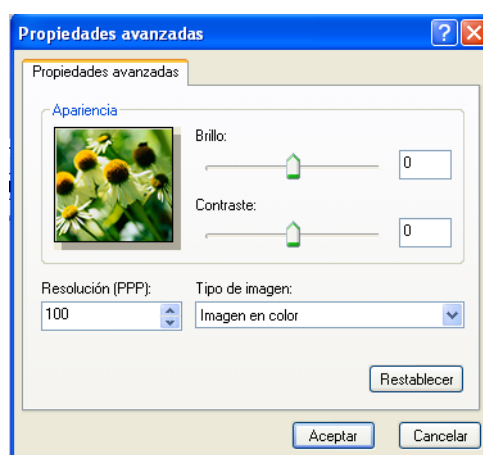 Propiedades avanzadas
Propiedades avanzadas
Apariencia
Brillo:
0
Contraste:
0
Resolución (PPP):
Tipo de imagen:
100
Imagen en color
Restablecer
Aceptar
Cancelar